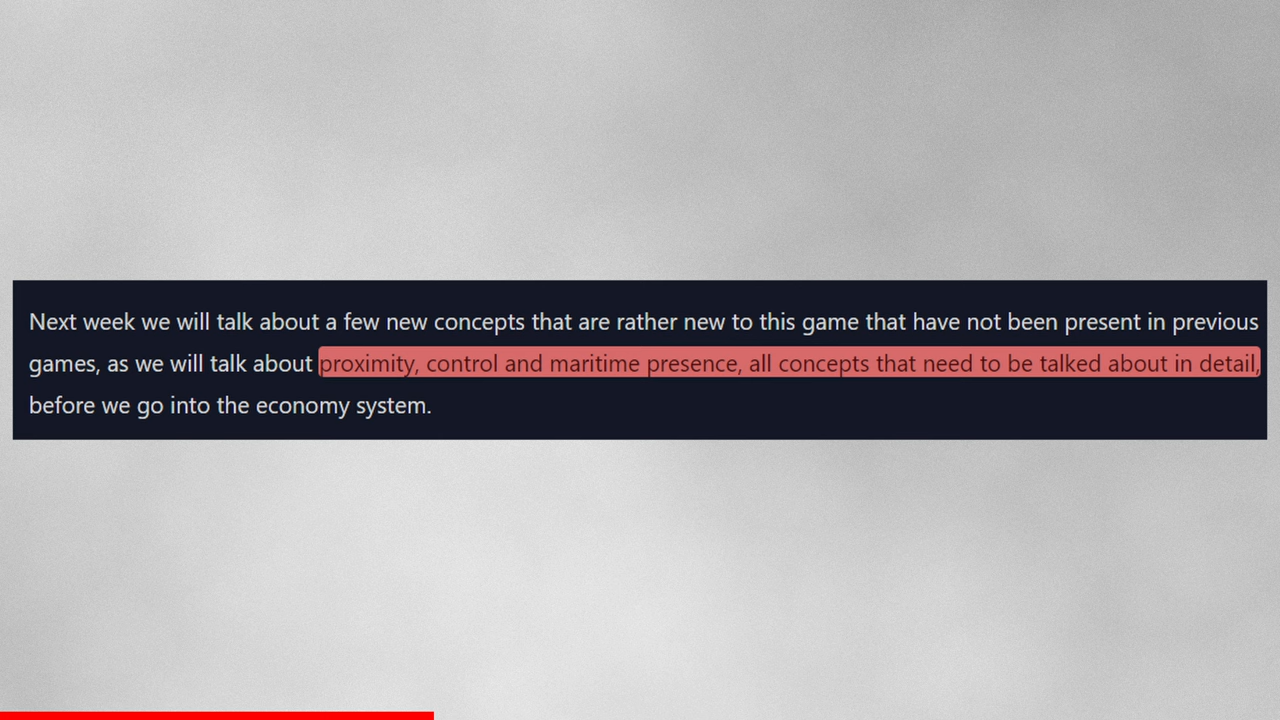 Next week we will talk about a few new concepts that are rather new to this game that have not been present in previous
games, as we will talk about proximity, control and maritime presence, all concepts that need to be talked about in detail,
before we go into the economy system.